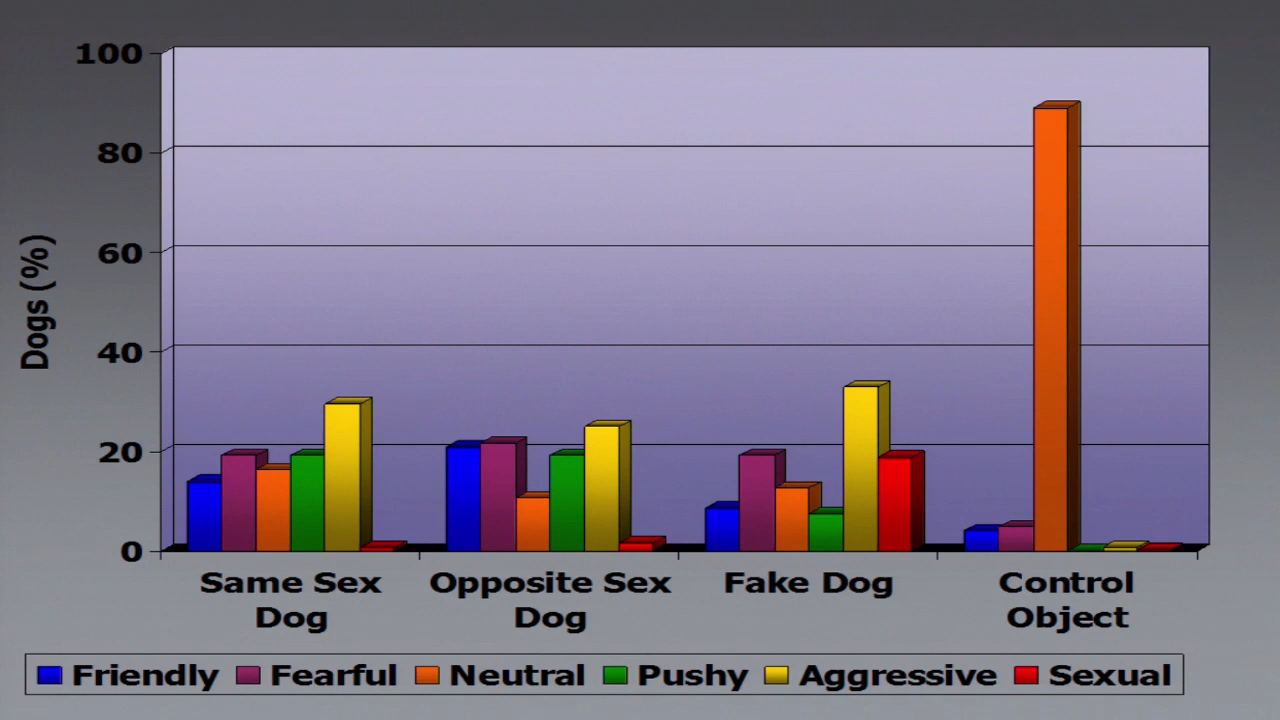 100
80
60
40
20
0
Dogs (%)
Same Sex Dog
Opposite Sex Dog
Fake Dog
Control Object
Friendly Fearful Neutral Pushy Aggressive Sexual